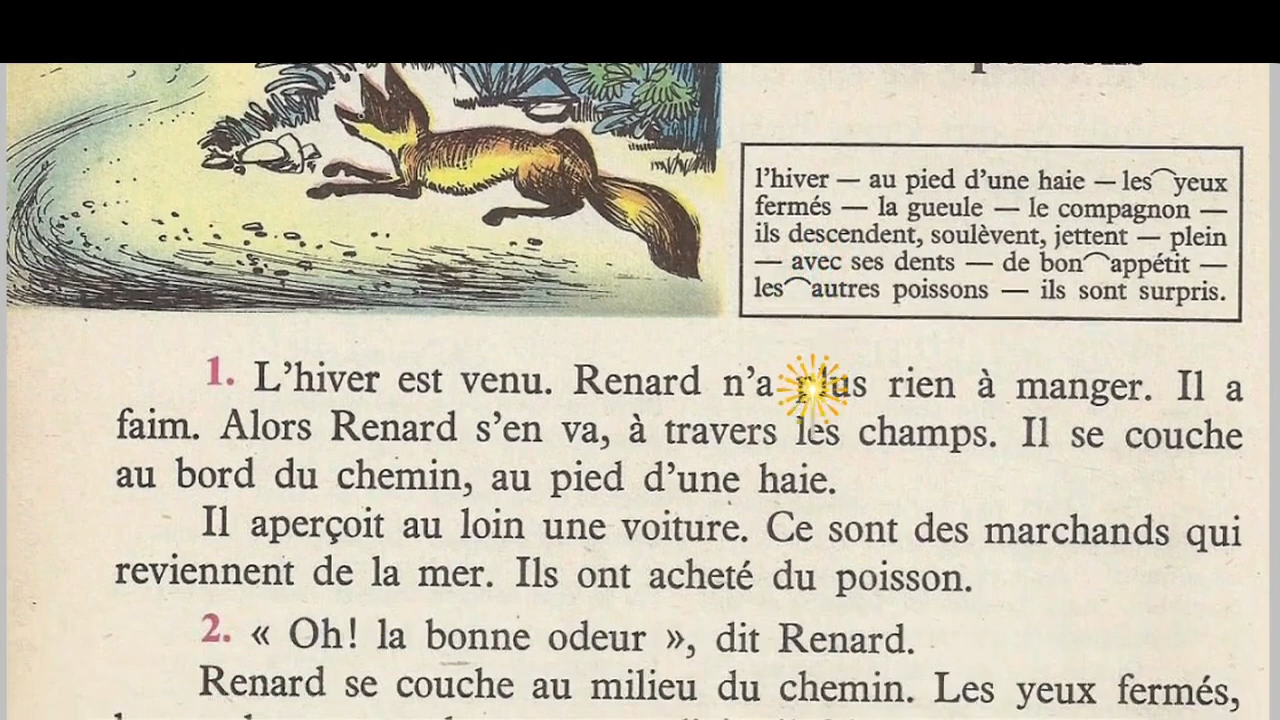 l'hiver — au pied d'une haie — les yeux
fermés — la gueule — le compagnon —
ils descendent, soulèvent, jettent — plein
— avec ses dents — de bon appétit —
les autres poissons — ils sont surpris.
1. L'hiver est venu. Renard n'a plus rien à manger. Il a
faim. Alors Renard s'en va, à travers les champs. Il se couche
au bord du chemin, au pied d'une haie.
Il aperçoit au loin une voiture. Ce sont des marchands qui
reviennent de la mer. Ils ont acheté du poisson.
2. « Oh! la bonne odeur », dit Renard.
Renard se couche au milieu du chemin. Les yeux fermés,